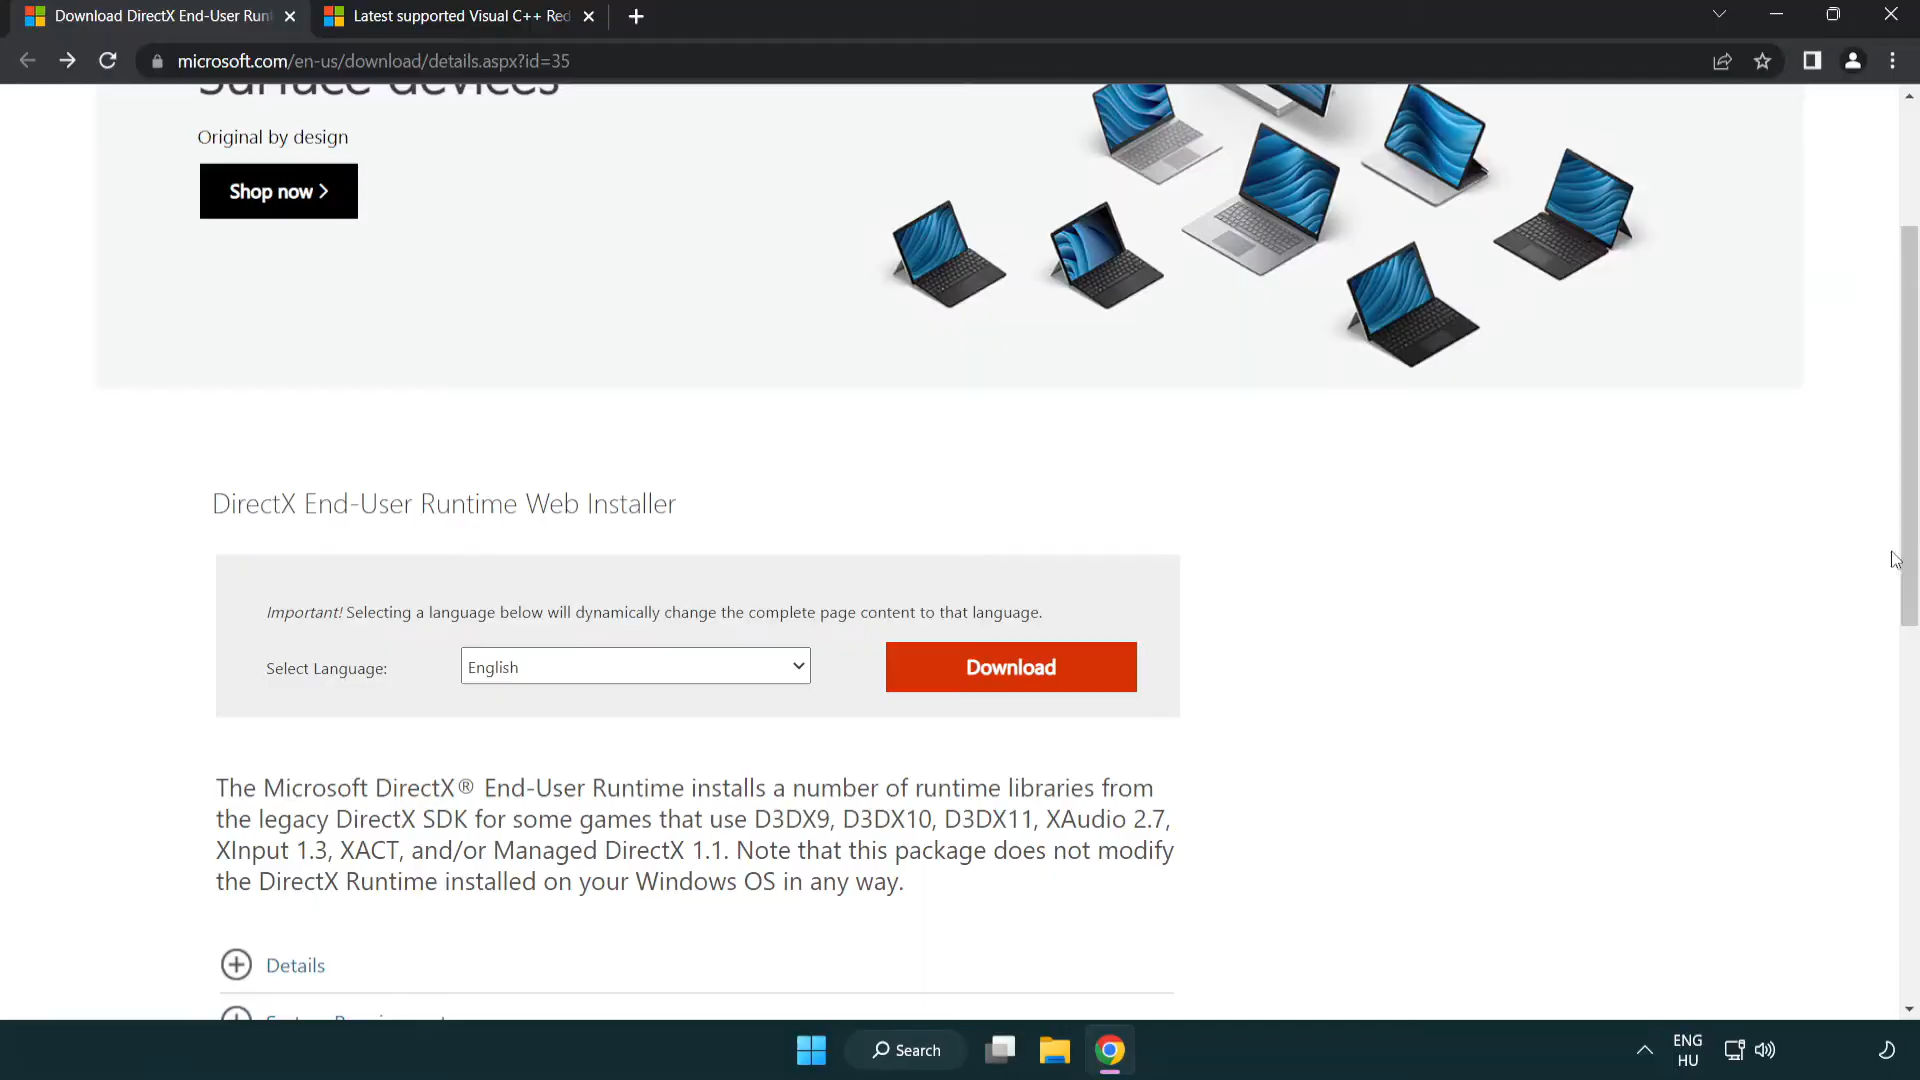 Download DirectX End-User Run
Latest supported Visual C++ Red
microsoft.com/en-us/download/details.aspx?id=35
Surface devices
Original by design
Shop now >
DirectX End-User Runtime Web Installer
Important! Selecting a language below will dynamically change the complete page content to that language.
Select Language:
English
Download
The Microsoft DirectX® End-User Runtime installs a number of runtime libraries from
the legacy DirectX SDK for some games that use D3DX9, D3DX10, D3DX11, XAudio 2.7,
XInput 1.3, XACT, and/or Managed DirectX 1.1. Note that this package does not modify
the DirectX Runtime installed on your Windows OS in any way.
Details
Search
ENG
HU